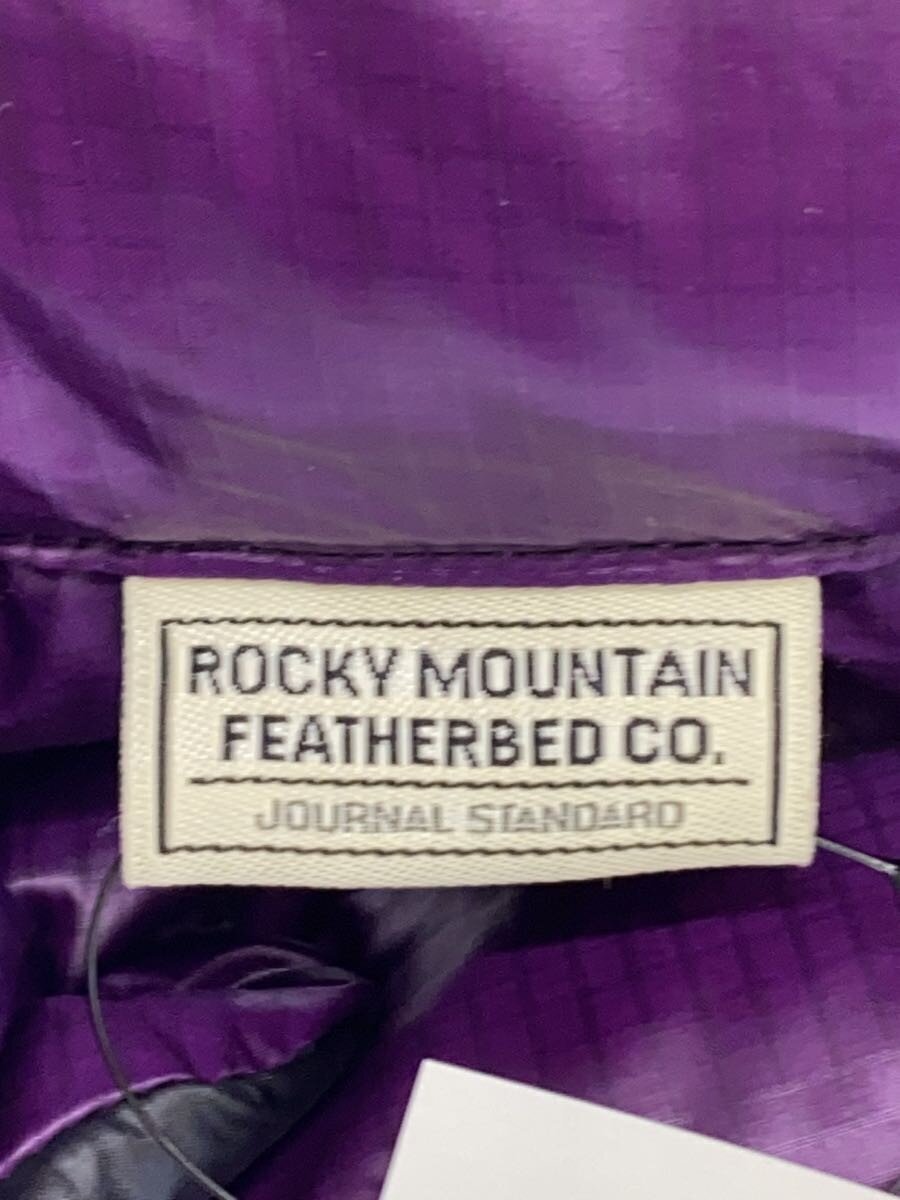 ROCKY MOUNTAIN
FEATHERBED CO.
JOURNAL STANDARD